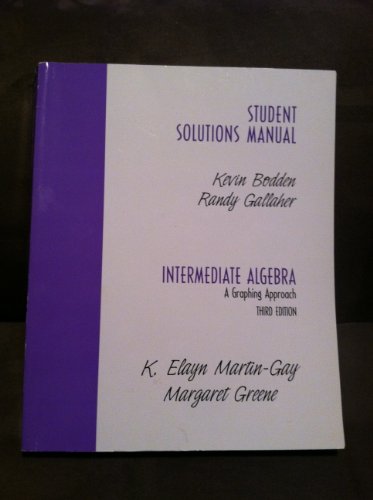 STUDENT
SOLUTIONS MANUAL
Kevin Bodden
Randy Gallaher
INTERMEDIATE ALGEBRA
A Graphing Approach
THIRD EDITION
K. Elayn Martin-Gay
Margaret Greene